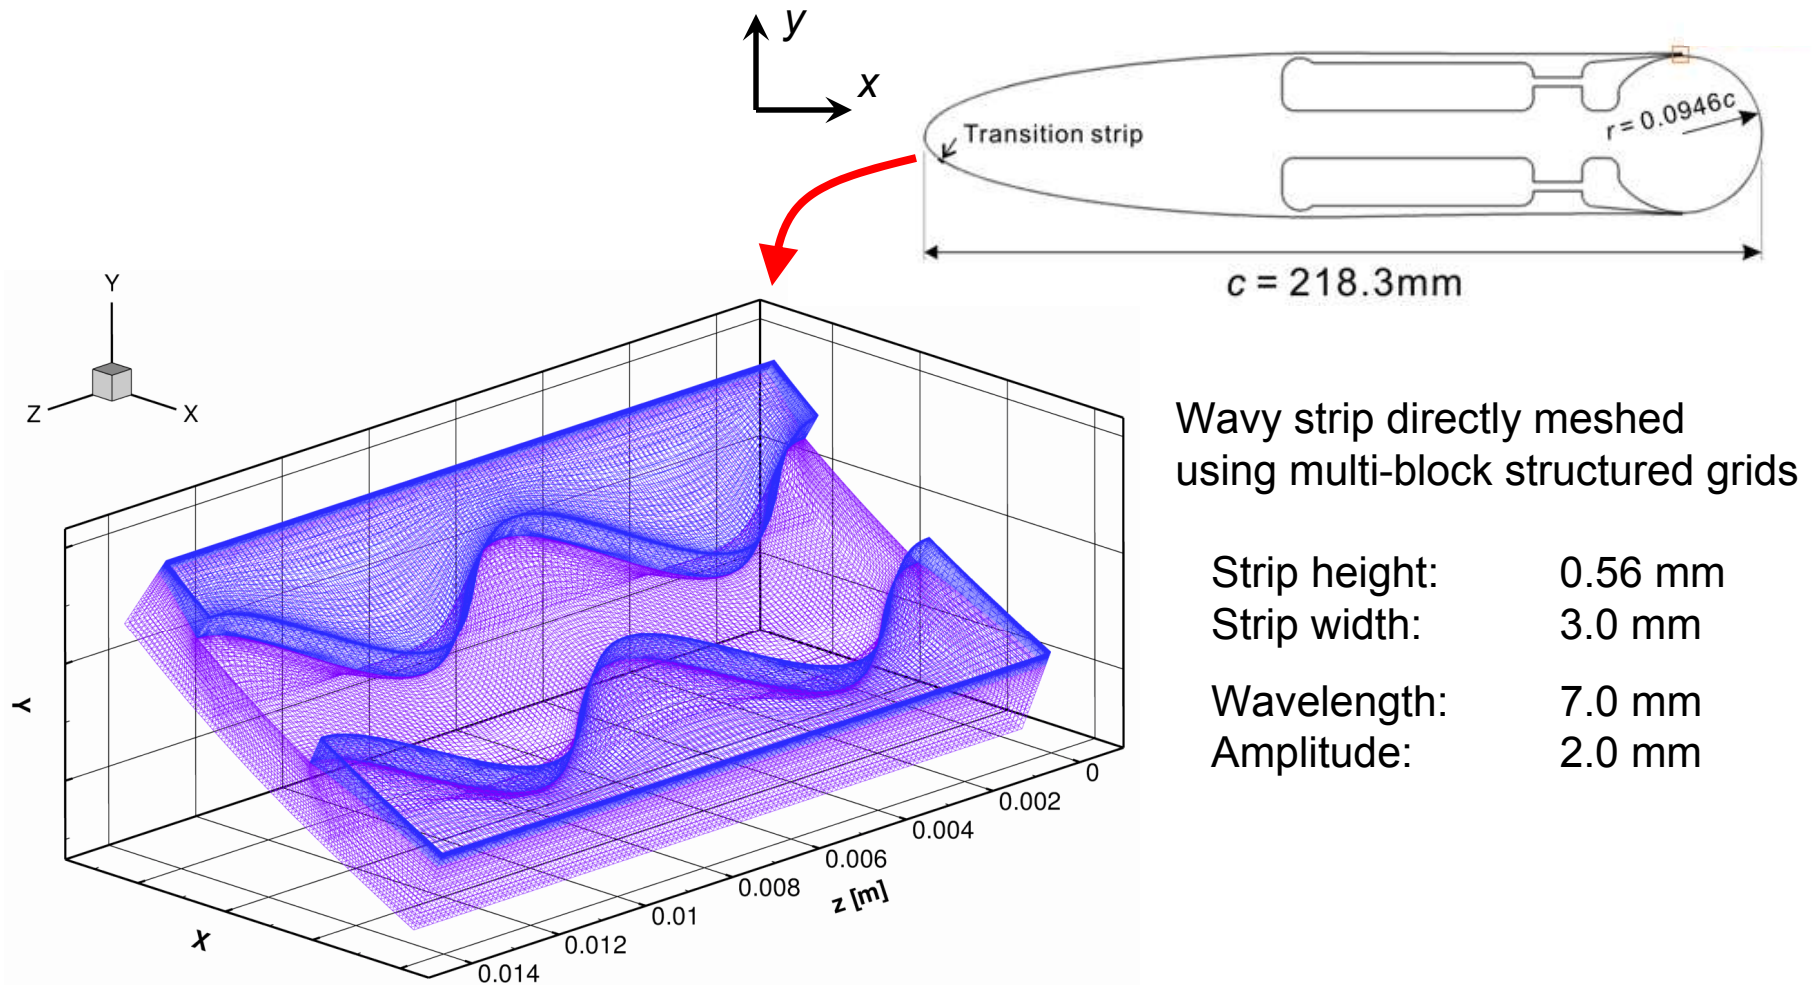 y
x
Transition strip
r = 0.0946c
c = 218.3mm
Y
Z
X
Wavy strip directly meshed
using multi-block structured grids
Strip height: 0.56 mm
Strip width: 3.0 mm
Wavelength: 7.0 mm
Amplitude: 2.0 mm
Y
X
z [m]
0
0.002
0.004
0.006
0.008
0.01
0.012
0.014